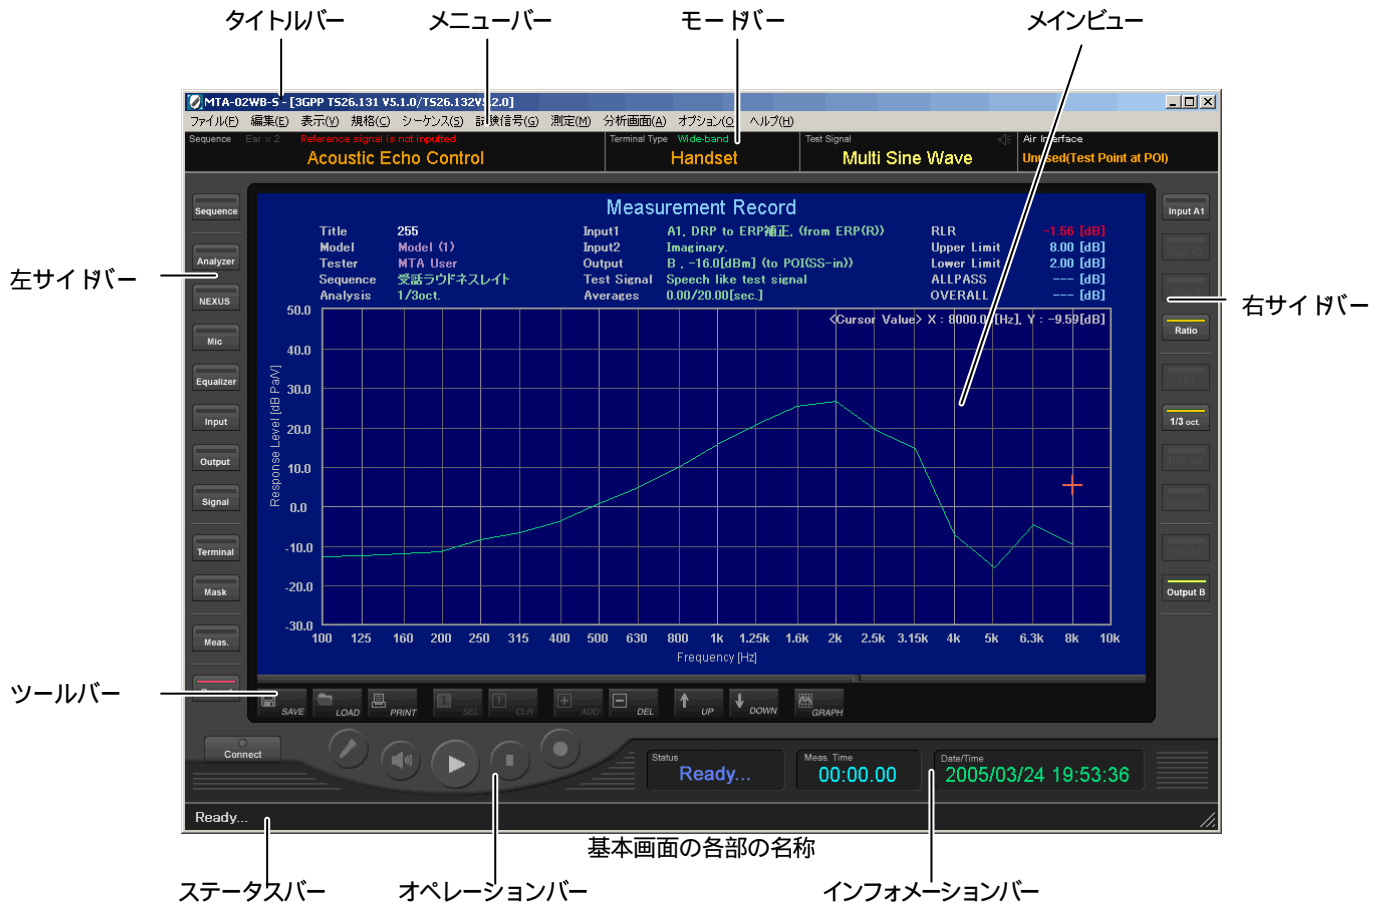 タイトルバー
メニューバー
モードバー
メインビュー
MTA-02WB-S - [3GPP TS26.131 V5.1.0/TS26.132V5.2.0]
ファイル(F) 編集(E) 表示(V) 規格(C) シーケンス(S) 試験信号(G) 測定(M) 分析画面(A) オプション(O) ヘルプ(H)
Sequence Ear × 2 Reference signal is not inputted.
Acoustic Echo Control
Terminal Type Wide-band
Handset
Test Signal
Multi Sine Wave
Air Interface
Unused(Test Point at POI)
左サイドバー
Sequence
Analyzer
NEXUS
Mic
Equalizer
Input
Output
Signal
Terminal
Mask
Meas.
Measurement Record
Title 255
Model Model (1)
Tester MTA User
Sequence 受話ラウドネスレイト
Analysis 1/3oct.
Input1 A1, DRP to ERP補正, (from ERP(R))
Input2 Imaginary.
Output B , -16.0[dBm] (to POI(SS-in))
Test Signal Speech like test signal
Averages 0.00/20.00[sec.]
RLR -1.56 [dB]
Upper Limit 8.00 [dB]
Lower Limit 2.00 [dB]
ALLPASS --- [dB]
OVERALL --- [dB]
<Cursor Value> X : 8000.0[Hz], Y : -9.59[dB]
Response Level [dB Pa/V]
50.0
40.0
30.0
20.0
10.0
0.0
-10.0
-20.0
-30.0
100 125 160 200 250 315 400 500 630 800 1k 1.25k 1.6k 2k 2.5k 3.15k 4k 5k 6.3k 8k 10k
Frequency [Hz]
Input A1
Ratio
FFT
1/3 oct.
1/12 oct.
Output A
Output B
右サイドバー
ツールバー
SAVE LOAD PRINT SEL CLR ADD DEL UP DOWN GRAPH
Connect
Status
Ready...
Meas. Time
00:00.00
Date/Time
2005/03/24 19:53:36
Ready...
基本画面の各部の名称
ステータスバー
オペレーションバー
インフォメーションバー